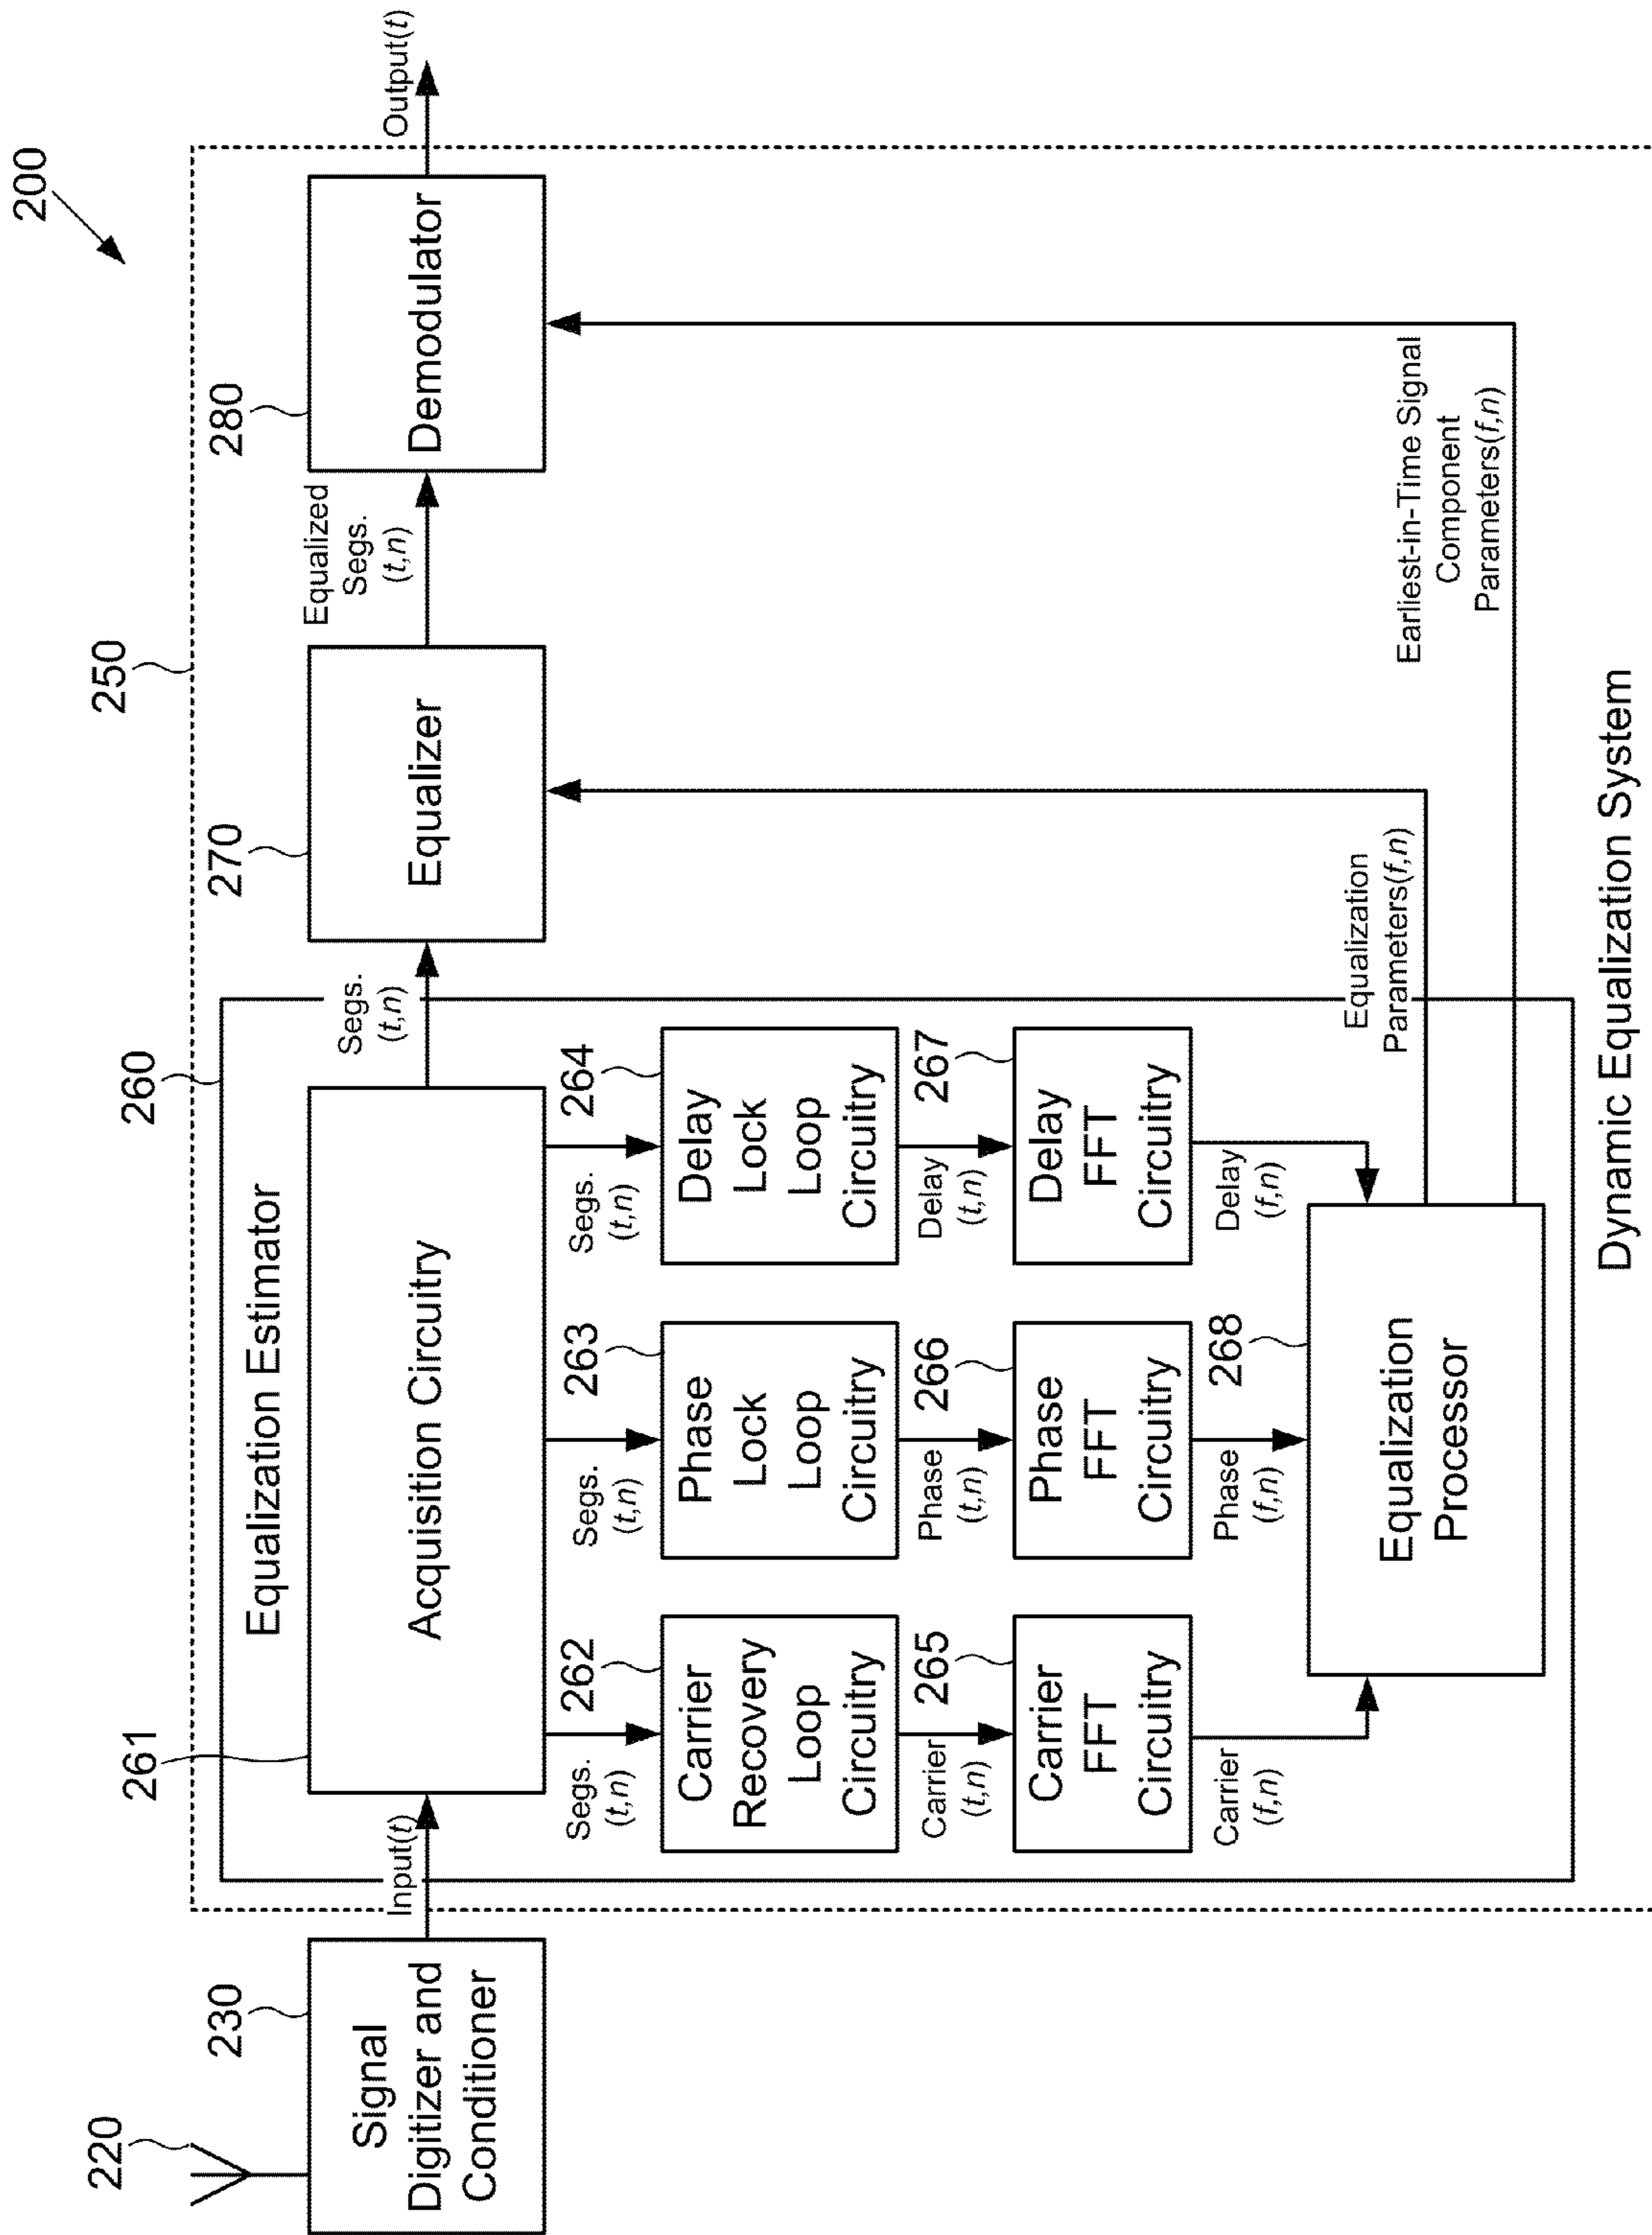 200
250
260
261
270
280
220
230
Signal
Digitizer and
Conditioner
Input(t)
Equalization Estimator
Acquisition Circuitry
Segs.
(t,n)
Equalizer
Equalized
Segs.
(t,n)
Demodulator
Output(t)
Segs.
(t,n)
262
Segs.
(t,n)
263
Segs.
(t,n)
264
Carrier
Recovery
Loop
Circuitry
Phase
Lock
Loop
Circuitry
Delay
Lock
Loop
Circuitry
Carrier
(t,n)
265
Phase
(t,n)
266
Delay
(t,n)
267
Carrier
FFT
Circuitry
Phase
FFT
Circuitry
Delay
FFT
Circuitry
Carrier
(f,n)
Phase
(f,n)
268
Delay
(f,n)
Equalization
Processor
Equalization
Parameters(f,n)
Earliest-in-Time Signal
Component
Parameters(f,n)
Dynamic Equalization System